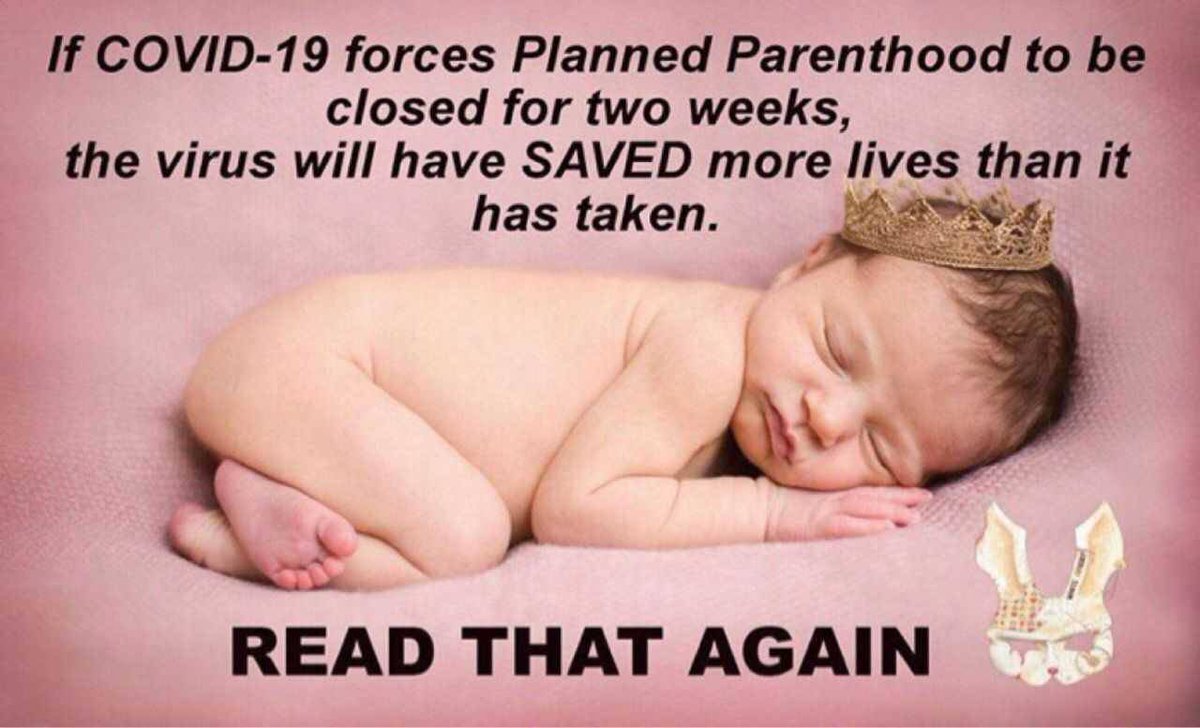 If COVID-19 forces Planned Parenthood to be
closed for two weeks,
the virus will have SAVED more lives than it
has taken.
READ THAT AGAIN